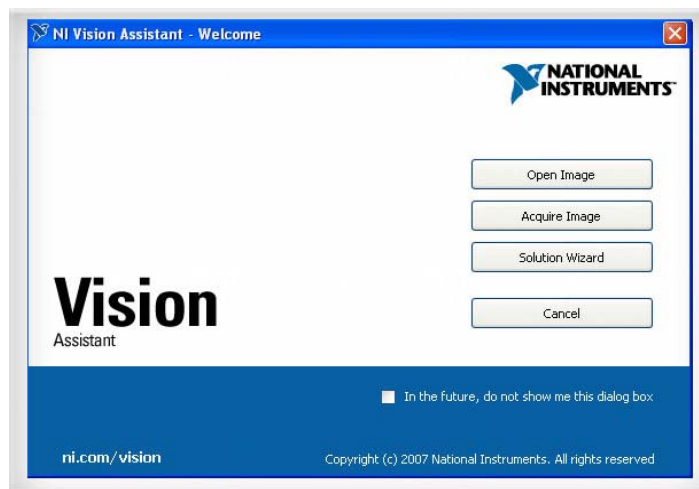 NI Vision Assistant - Welcome
NATIONAL
INSTRUMENTS™
Open Image
Acquire Image
Solution Wizard
Cancel
Vision
Assistant
In the future, do not show me this dialog box
ni.com/vision
Copyright (c) 2007 National Instruments. All rights reserved